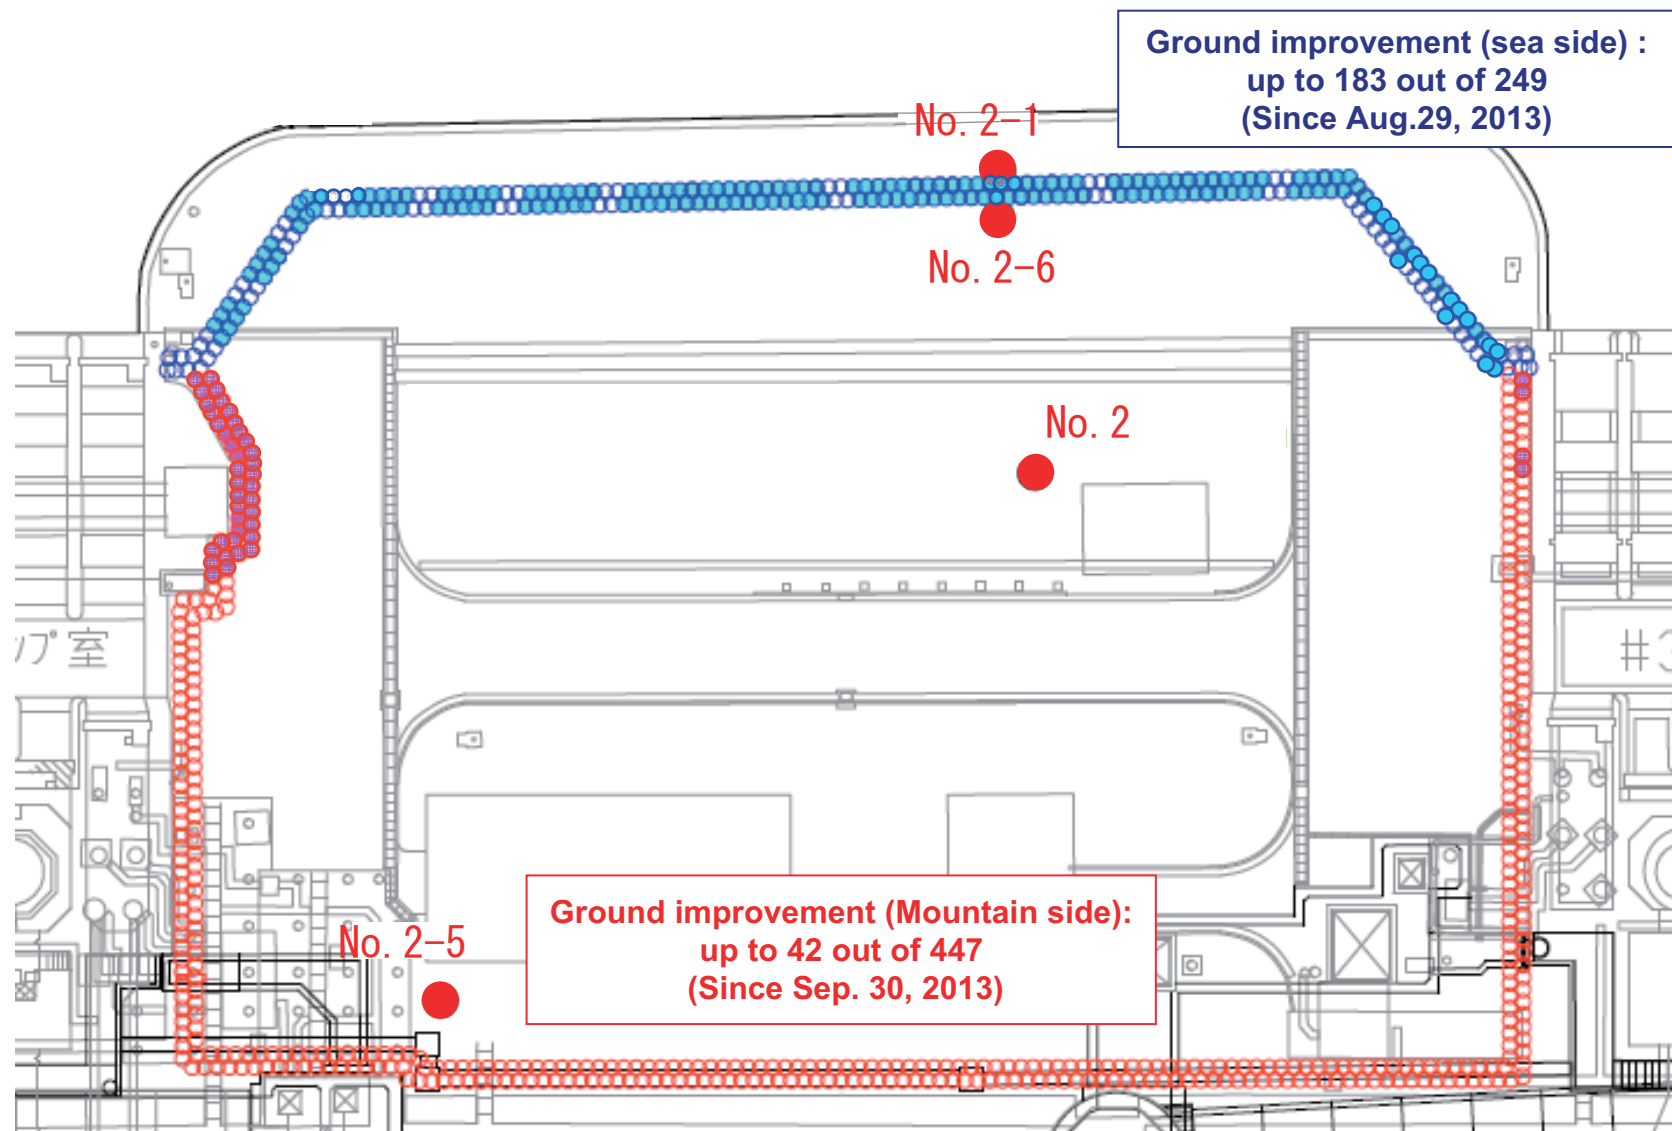 Ground improvement (sea side) :
up to 183 out of 249
(Since Aug.29, 2013)
No. 2-1
No. 2-6
No. 2
プ室
#3
Ground improvement (Mountain side):
up to 42 out of 447
(Since Sep. 30, 2013)
No. 2-5